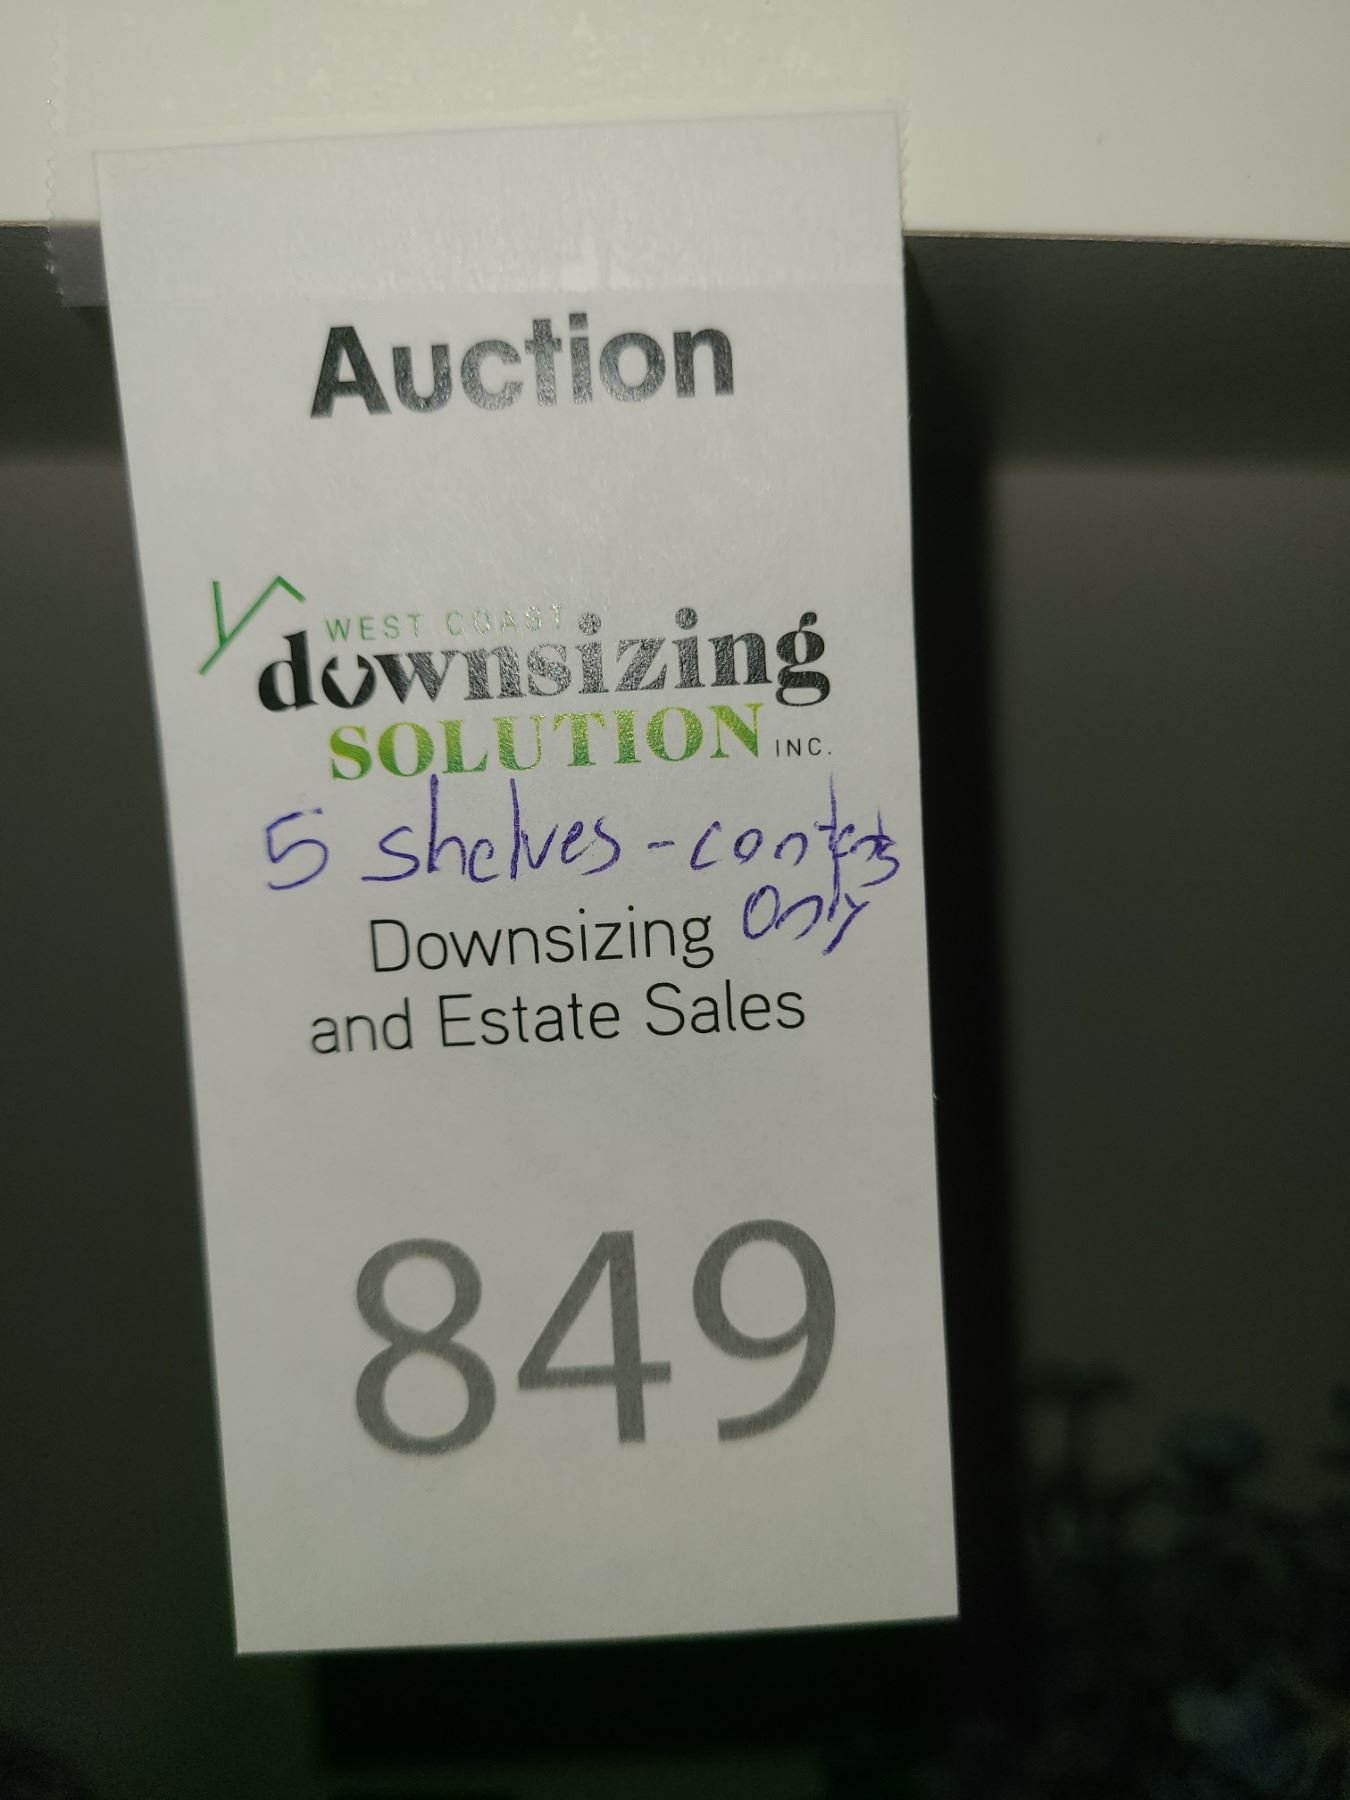 Auction
WEST COAST
downsizing
SOLUTION INC.
5 shelves - contents
Only
Downsizing
and Estate Sales
849